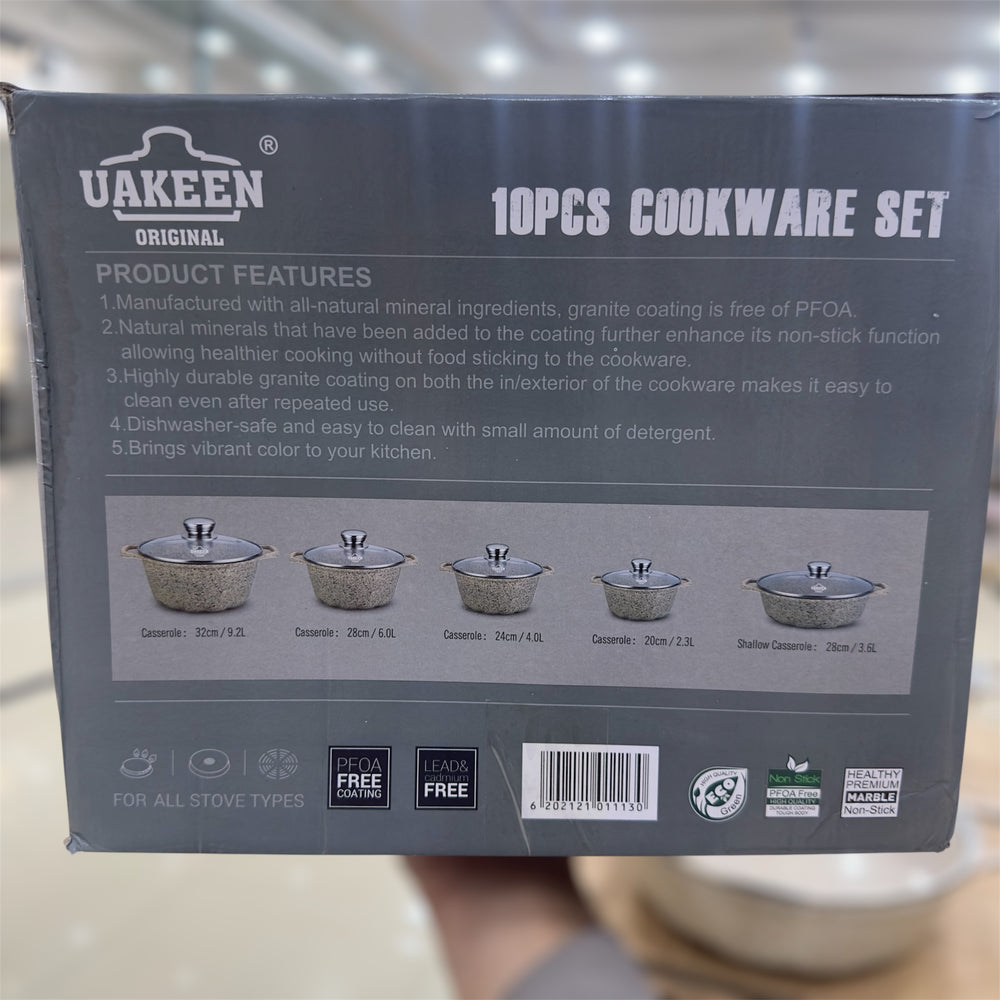 ®
UAKEEN
ORIGINAL
10PCS COOKWARE SET
PRODUCT FEATURES
1.Manufactured with all-natural mineral ingredients, granite coating is free of PFOA.
2.Natural minerals that have been added to the coating further enhance its non-stick function
allowing healthier cooking without food sticking to the cookware.
3.Highly durable granite coating on both the in/exterior of the cookware makes it easy to
clean even after repeated use.
4.Dishwasher-safe and easy to clean with small amount of detergent.
5.Brings vibrant color to your kitchen.
Casserole: 32cm / 9.2L
Casserole: 28cm / 6.0L
Casserole: 24cm / 4.0L
Casserole: 20cm / 2.3L
Shallow Casserole: 28cm / 3.6L
FOR ALL STOVE TYPES
PFOA
FREE
COATING
LEAD&
cadmium
FREE
6 202121 011130
HIGH QUALITY
ECO
Green
Non Stick
PFOA Free
HIGH QUALITY
DURABLE COATING
TOUGH BODY
HEALTHY
PREMIUM
MARBLE
Non-Stick